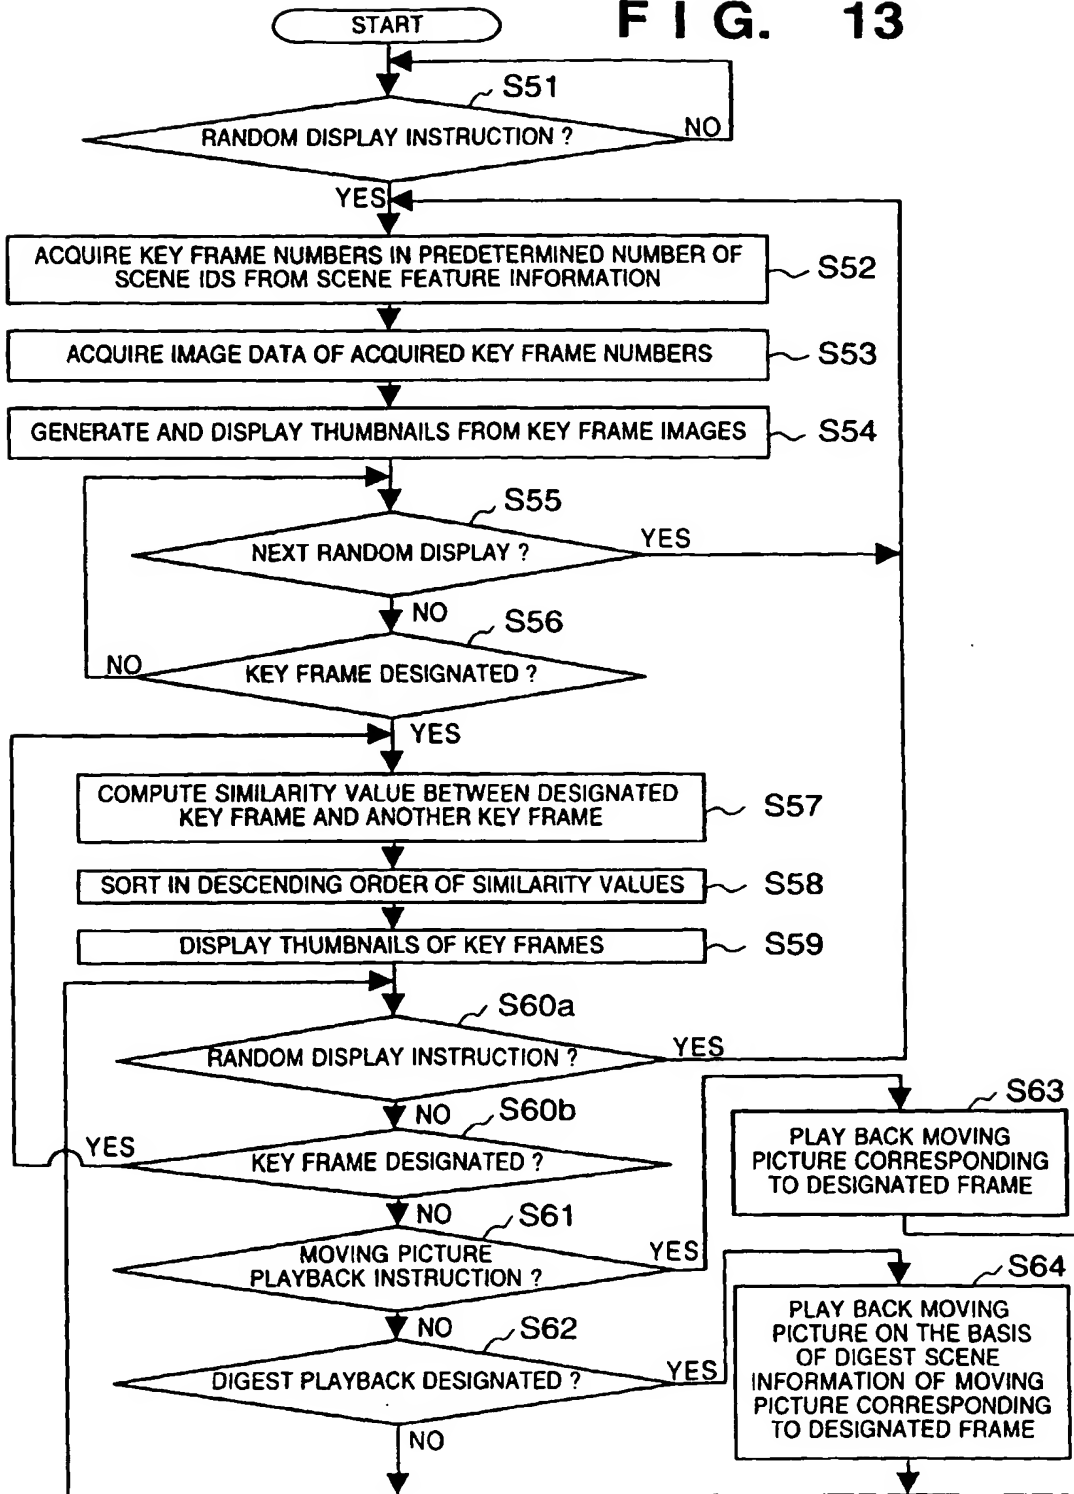 FIG. 13
START
S51
RANDOM DISPLAY INSTRUCTION ?
NO
YES
ACQUIRE KEY FRAME NUMBERS IN PREDETERMINED NUMBER OF
SCENE IDS FROM SCENE FEATURE INFORMATION
S52
ACQUIRE IMAGE DATA OF ACQUIRED KEY FRAME NUMBERS
S53
GENERATE AND DISPLAY THUMBNAILS FROM KEY FRAME IMAGES
S54
S55
NEXT RANDOM DISPLAY ?
YES
NO
S56
KEY FRAME DESIGNATED ?
NO
YES
COMPUTE SIMILARITY VALUE BETWEEN DESIGNATED
KEY FRAME AND ANOTHER KEY FRAME
S57
SORT IN DESCENDING ORDER OF SIMILARITY VALUES
S58
DISPLAY THUMBNAILS OF KEY FRAMES
S59
S60a
RANDOM DISPLAY INSTRUCTION ?
YES
NO
S60b
KEY FRAME DESIGNATED ?
YES
NO
S61
MOVING PICTURE
PLAYBACK INSTRUCTION ?
YES
NO
S63
PLAY BACK MOVING
PICTURE CORRESPONDING
TO DESIGNATED FRAME
S62
DIGEST PLAYBACK DESIGNATED ?
YES
NO
S64
PLAY BACK MOVING
PICTURE ON THE BASIS
OF DIGEST SCENE
INFORMATION OF MOVING
PICTURE CORRESPONDING
TO DESIGNATED FRAME